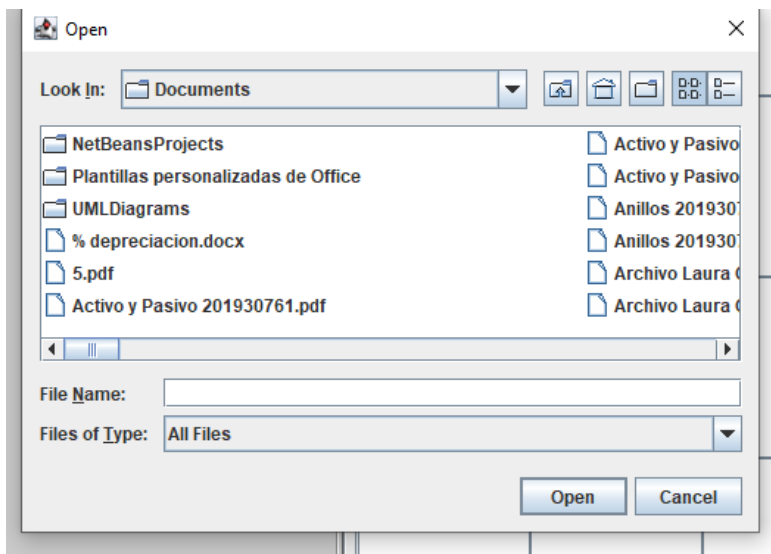 Open
Look In: Documents
NetBeansProjects
Plantillas personalizadas de Office
UMLDiagrams
% depreciacion.docx
5.pdf
Activo y Pasivo 201930761.pdf
Activo y Pasivo
Activo y Pasivo
Anillos 201930
Anillos 201930
Archivo Laura
Archivo Laura
File Name:
Files of Type: All Files
Open Cancel